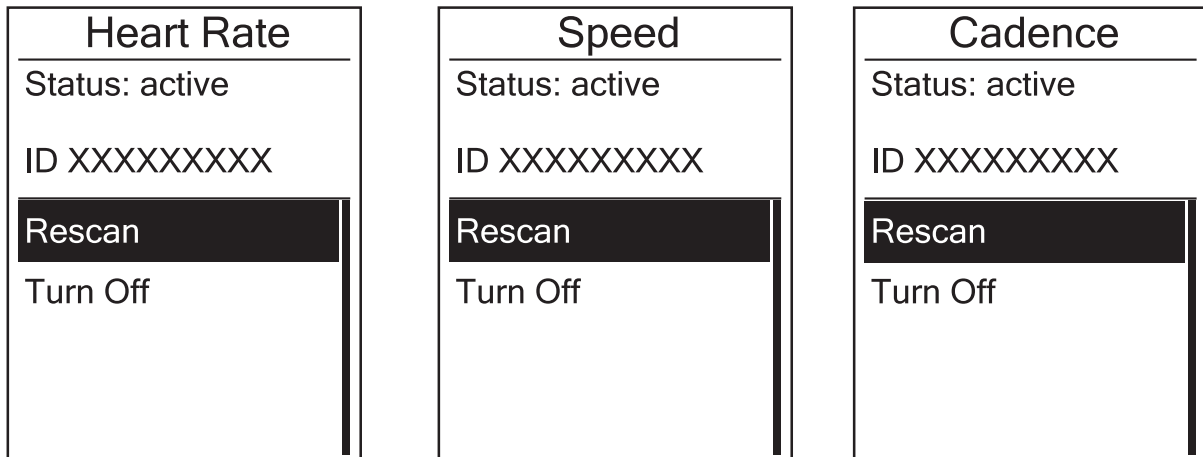 Heart Rate
Status: active
ID XXXXXXXXX
Rescan
Turn Off
Speed
Status: active
ID XXXXXXXXX
Rescan
Turn Off
Cadence
Status: active
ID XXXXXXXXX
Rescan
Turn Off